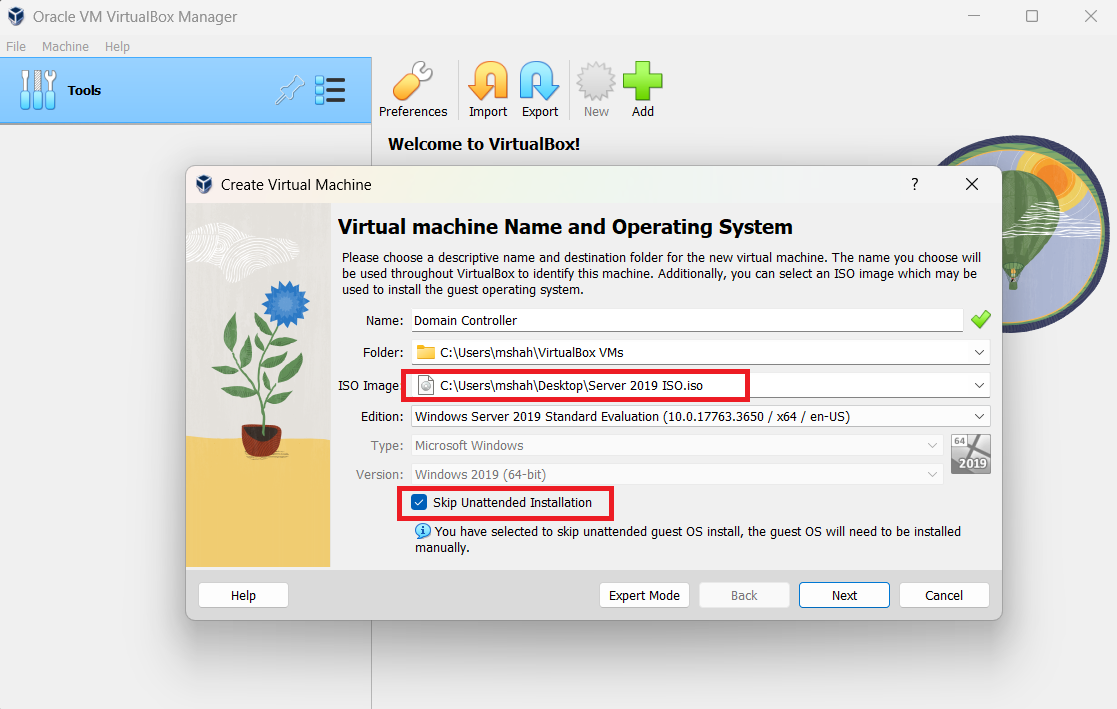 Oracle VM VirtualBox Manager
File Machine Help
Tools
Preferences Import Export New Add
Welcome to VirtualBox!
Create Virtual Machine ?
Virtual machine Name and Operating System
Please choose a descriptive name and destination folder for the new virtual machine. The name you choose will
be used throughout VirtualBox to identify this machine. Additionally, you can select an ISO image which may be
used to install the guest operating system.
Name: Domain Controller
Folder: C:\Users\mshah\VirtualBox VMs
ISO Image: C:\Users\mshah\Desktop\Server 2019 ISO.iso
Edition: Windows Server 2019 Standard Evaluation (10.0.17763.3650 / x64 / en-US)
Type: Microsoft Windows
64
Version: Windows 2019 (64-bit)
2019
Skip Unattended Installation
You have selected to skip unattended guest OS install, the guest OS will need to be installed
manually.
Help Expert Mode Back Next Cancel